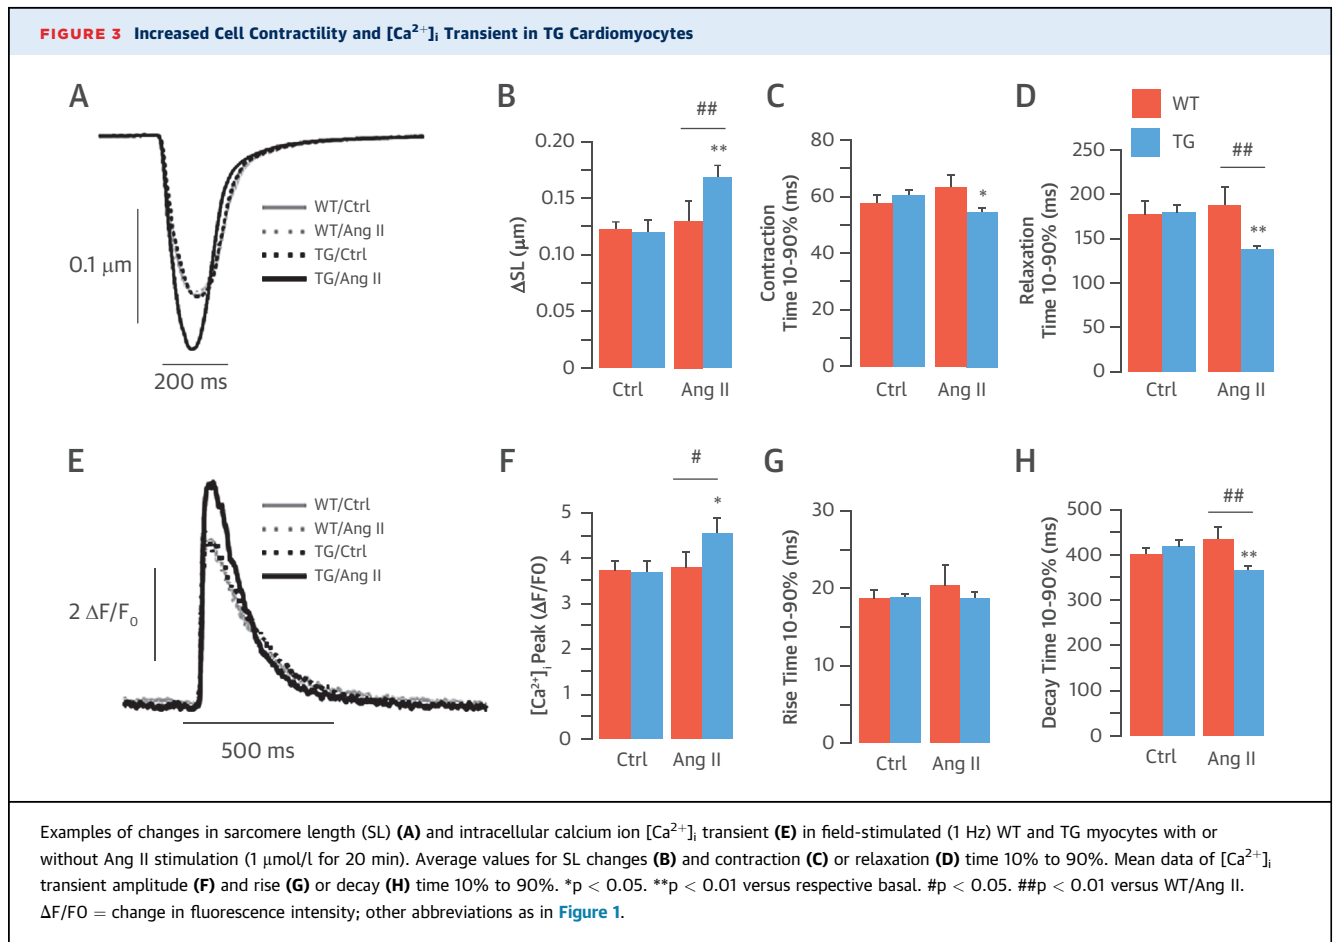 FIGURE 3 Increased Cell Contractility and [Ca²⁺]ᵢ Transient in TG Cardiomyocytes
A
WT/Ctrl
WT/Ang II
TG/Ctrl
TG/Ang II
0.1 μm
200 ms
B
##
**
0.20
0.15
0.10
0.05
0
ΔSL (μm)
Ctrl Ang II
C
80
60
40
20
0
Contraction
Time 10-90% (ms)
*
Ctrl Ang II
D
WT
TG
##
**
250
200
150
100
50
0
Relaxation
Time 10-90% (ms)
Ctrl Ang II
E
WT/Ctrl
WT/Ang II
TG/Ctrl
TG/Ang II
2 ΔF/F₀
500 ms
F
#
*
5
4
3
2
1
0
[Ca²⁺]ᵢ Peak (ΔF/F0)
Ctrl Ang II
G
30
20
10
0
Rise Time 10-90% (ms)
Ctrl Ang II
H
##
**
500
400
300
200
100
0
Decay Time 10-90% (ms)
Ctrl Ang II
Examples of changes in sarcomere length (SL) (A) and intracellular calcium ion [Ca²⁺]ᵢ transient (E) in field-stimulated (1 Hz) WT and TG myocytes with or
without Ang II stimulation (1 μmol/l for 20 min). Average values for SL changes (B) and contraction (C) or relaxation (D) time 10% to 90%. Mean data of [Ca²⁺]ᵢ
transient amplitude (F) and rise (G) or decay (H) time 10% to 90%. *p < 0.05. **p < 0.01 versus respective basal. #p < 0.05. ##p < 0.01 versus WT/Ang II.
ΔF/F0 = change in fluorescence intensity; other abbreviations as in Figure 1.